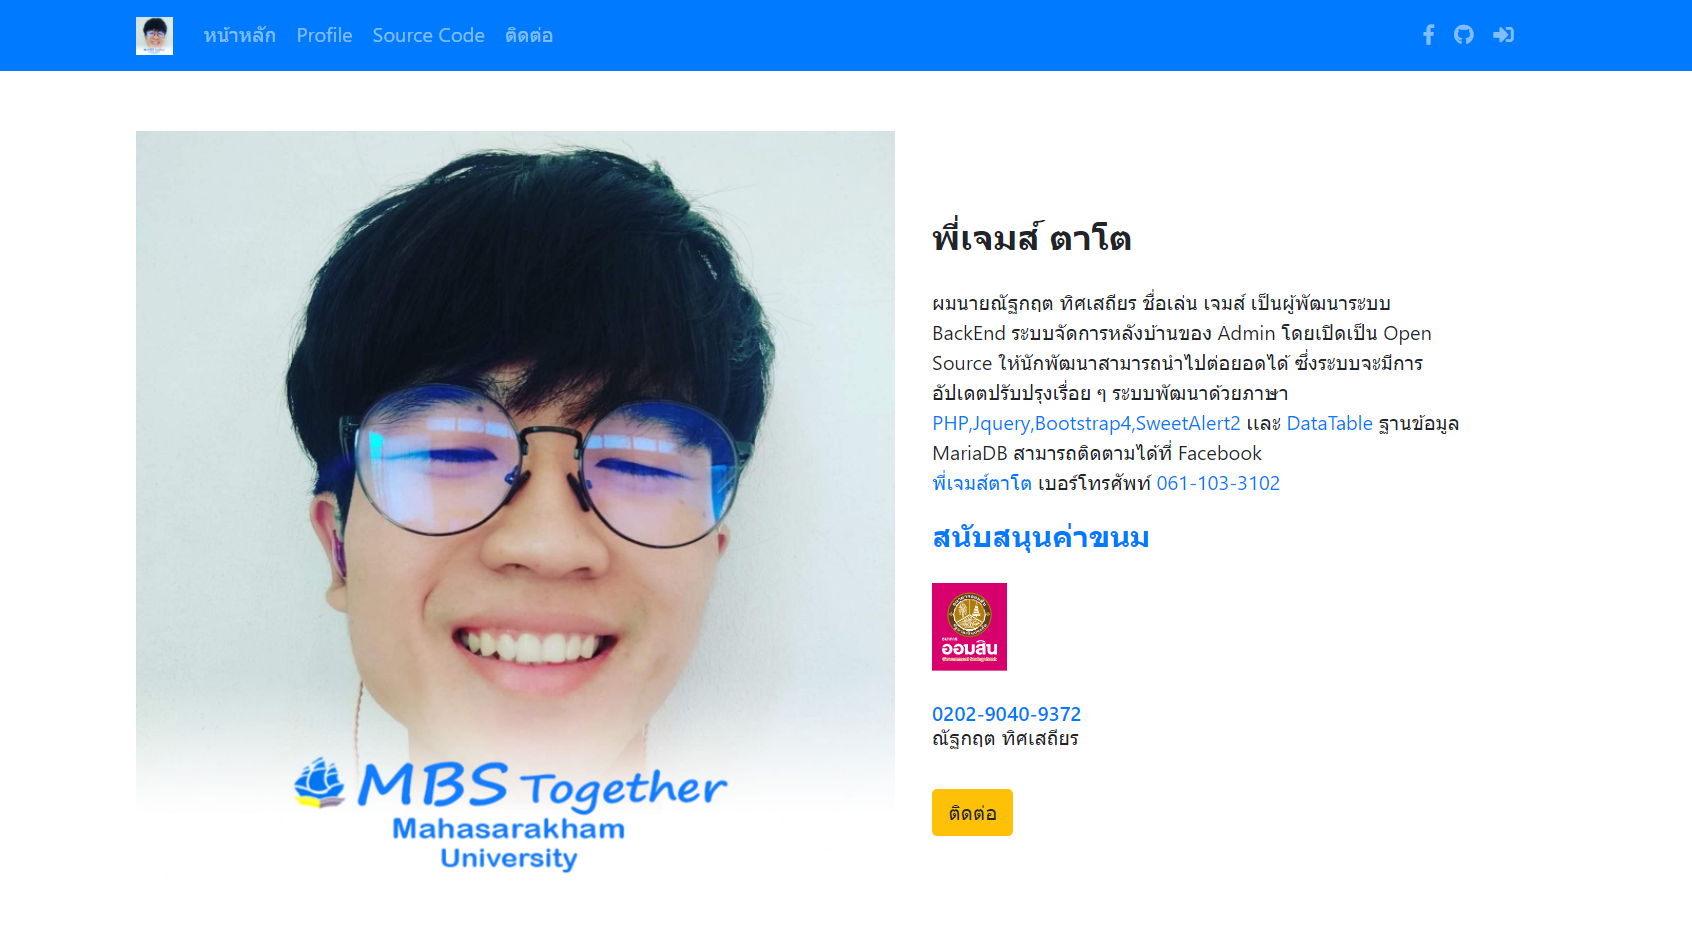 หน้าหลัก Profile Source Code ติดต่อ
พี่เจมส์ ตาโต
ผมนายณัฐกฤต ทิศเสถียร ชื่อเล่น เจมส์ เป็นผู้พัฒนาระบบ
BackEnd ระบบจัดการหลังบ้านของ Admin โดยเปิดเป็น Open
Source ให้นักพัฒนาสามารถนำไปต่อยอดได้ ซึ่งระบบจะมีการ
อัปเดตปรับปรุงเรื่อย ๆ ระบบพัฒนาด้วยภาษา
PHP,Jquery,Bootstrap4,SweetAlert2 และ DataTable ฐานข้อมูล
MariaDB สามารถติดตามได้ที่ Facebook
พี่เจมส์ตาโต เบอร์โทรศัพท์ 061-103-3102
สนับสนุนค่าขนม
ธนาคาร
ออมสิน
0202-9040-9372
ณัฐกฤต ทิศเสถียร
ติดต่อ
MBS Together
Mahasarakham
University